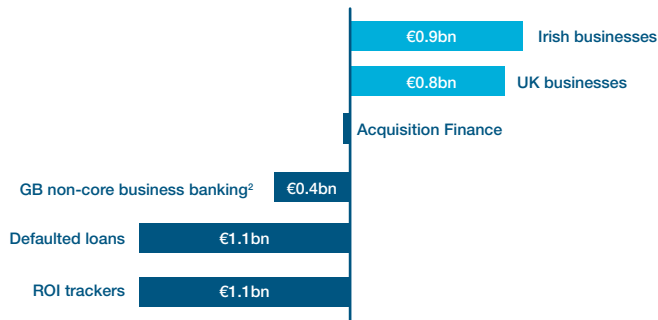 €0.9bn Irish businesses
€0.8bn UK businesses
Acquisition Finance
GB non-core business banking² €0.4bn
Defaulted loans €1.1bn
ROI trackers €1.1bn